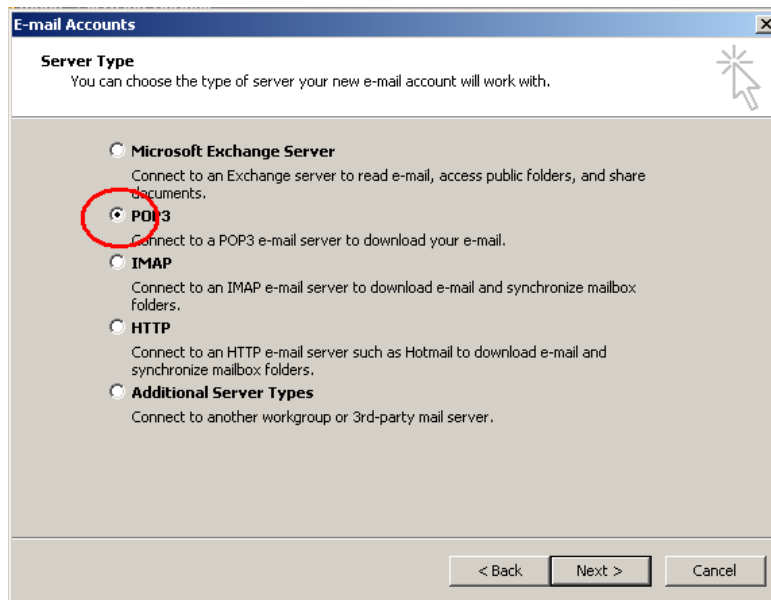 E-mail Accounts
Server Type
You can choose the type of server your new e-mail account will work with.
Microsoft Exchange Server
Connect to an Exchange server to read e-mail, access public folders, and share
documents.
POP3
Connect to a POP3 e-mail server to download your e-mail.
IMAP
Connect to an IMAP e-mail server to download e-mail and synchronize mailbox
folders.
HTTP
Connect to an HTTP e-mail server such as Hotmail to download e-mail and
synchronize mailbox folders.
Additional Server Types
Connect to another workgroup or 3rd-party mail server.
< Back Next > Cancel